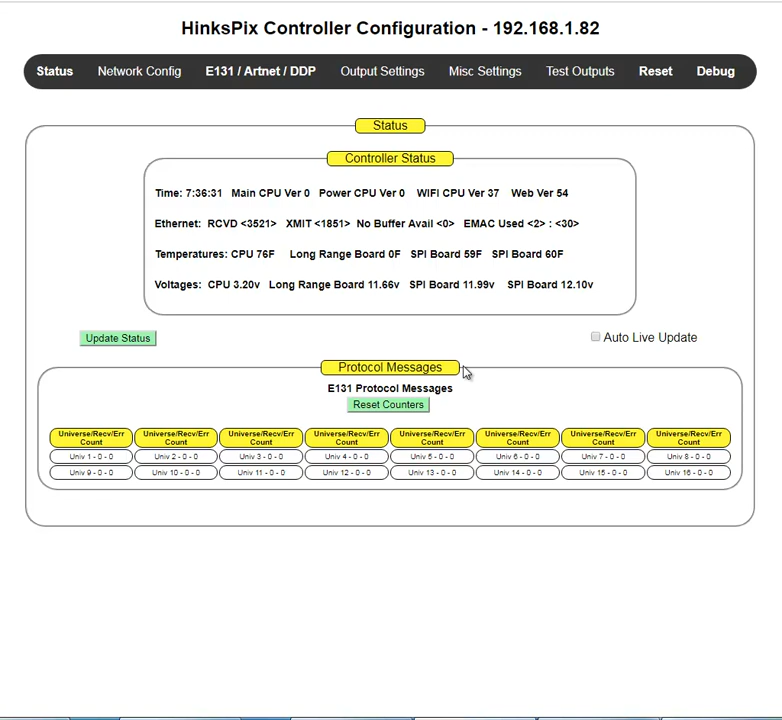 HinksPix Controller Configuration - 192.168.1.82
Status Network Config E131 / Artnet / DDP Output Settings Misc Settings Test Outputs Reset Debug
Status
Controller Status
Time: 7:36:31 Main CPU Ver 0 Power CPU Ver 0 WIFI CPU Ver 37 Web Ver 54
Ethernet: RCVD <3521> XMIT <1851> No Buffer Avail <0> EMAC Used <2> : <30>
Temperatures: CPU 76F Long Range Board 0F SPI Board 59F SPI Board 60F
Voltages: CPU 3.20v Long Range Board 11.66v SPI Board 11.99v SPI Board 12.10v
Update Status Auto Live Update
Protocol Messages
E131 Protocol Messages
Reset Counters
Universe/Recv/Err Universe/Recv/Err Universe/Recv/Err Universe/Recv/Err Universe/Recv/Err Universe/Recv/Err Universe/Recv/Err Universe/Recv/Err
Count Count Count Count Count Count Count Count
Univ 1 - 0 - 0 Univ 2 - 0 - 0 Univ 3 - 0 - 0 Univ 4 - 0 - 0 Univ 5 - 0 - 0 Univ 6 - 0 - 0 Univ 7 - 0 - 0 Univ 8 - 0 - 0
Univ 9 - 0 - 0 Univ 10 - 0 - 0 Univ 11 - 0 - 0 Univ 12 - 0 - 0 Univ 13 - 0 - 0 Univ 14 - 0 - 0 Univ 15 - 0 - 0 Univ 16 - 0 - 0